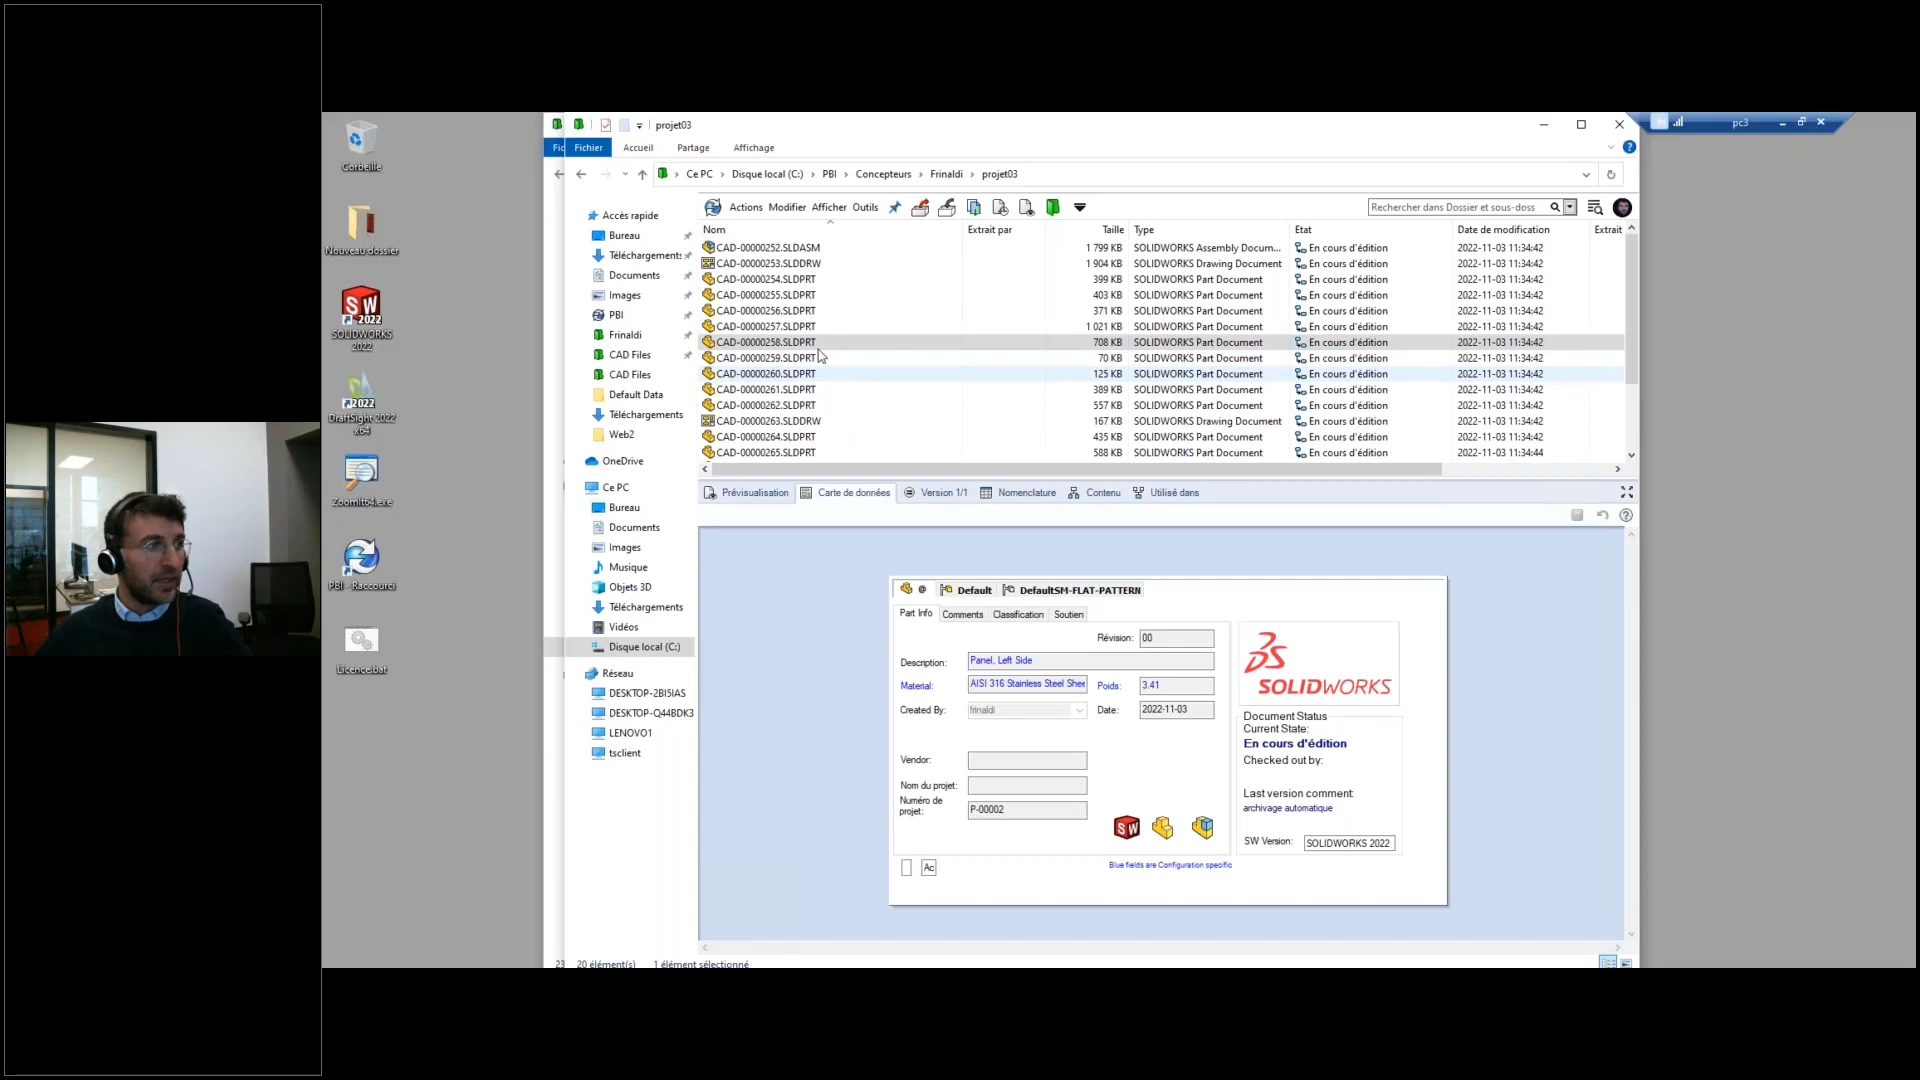 Corbeille
Nouveau dossier
SOLIDWORKS
2022
2022
DraftSight 2022
x64
ZoomIt64.exe
PBI - Raccourci
Licence.bat
projet03
pc3
Fichier Accueil Partage Affichage
Ce PC > Disque local (C:) > PBI > Concepteurs > Frinaldi > projet03
Actions Modifier Afficher Outils
Rechercher dans Dossier et sous-doss
Accès rapide
Bureau
Téléchargements
Documents
Images
PBI
Frinaldi
CAD Files
CAD Files
Default Data
Téléchargements
Web2
OneDrive
Ce PC
Bureau
Documents
Images
Musique
Objets 3D
Téléchargements
Vidéos
Disque local (C:)
Réseau
DESKTOP-2BI5IAS
DESKTOP-Q44BDK3
LENOVO1
tsclient
Nom Extrait par Taille Type Etat Date de modification Extrait
CAD-00000252.SLDASM 1 799 KB SOLIDWORKS Assembly Docum... En cours d'édition 2022-11-03 11:34:42
CAD-00000253.SLDDRW 1 904 KB SOLIDWORKS Drawing Document En cours d'édition 2022-11-03 11:34:42
CAD-00000254.SLDPRT 399 KB SOLIDWORKS Part Document En cours d'édition 2022-11-03 11:34:42
CAD-00000255.SLDPRT 403 KB SOLIDWORKS Part Document En cours d'édition 2022-11-03 11:34:42
CAD-00000256.SLDPRT 371 KB SOLIDWORKS Part Document En cours d'édition 2022-11-03 11:34:42
CAD-00000257.SLDPRT 1 021 KB SOLIDWORKS Part Document En cours d'édition 2022-11-03 11:34:42
CAD-00000258.SLDPRT 708 KB SOLIDWORKS Part Document En cours d'édition 2022-11-03 11:34:42
CAD-00000259.SLDPRT 70 KB SOLIDWORKS Part Document En cours d'édition 2022-11-03 11:34:42
CAD-00000260.SLDPRT 125 KB SOLIDWORKS Part Document En cours d'édition 2022-11-03 11:34:42
CAD-00000261.SLDPRT 389 KB SOLIDWORKS Part Document En cours d'édition 2022-11-03 11:34:42
CAD-00000262.SLDPRT 557 KB SOLIDWORKS Part Document En cours d'édition 2022-11-03 11:34:42
CAD-00000263.SLDDRW 167 KB SOLIDWORKS Drawing Document En cours d'édition 2022-11-03 11:34:42
CAD-00000264.SLDPRT 435 KB SOLIDWORKS Part Document En cours d'édition 2022-11-03 11:34:42
CAD-00000265.SLDPRT 588 KB SOLIDWORKS Part Document En cours d'édition 2022-11-03 11:34:44
Prévisualisation Carte de données Version 1/1 Nomenclature Contenu Utilisé dans
@ Default DefaultSM-FLAT-PATTERN
Part Info Comments Classification Soutien
Révision: 00
Description: Panel, Left Side
Material: AISI 316 Stainless Steel Shee Poids: 3.41
Created By: frinaldi Date: 2022-11-03
Vendor:
Nom du projet:
Numéro de
projet: P-00002
Ac
Blue fields are Configuration specific
SOLIDWORKS
Document Status
Current State:
En cours d'édition
Checked out by:
Last version comment:
archivage automatique
SW Version: SOLIDWORKS 2022
23 20 élément(s) 1 élément sélectionné